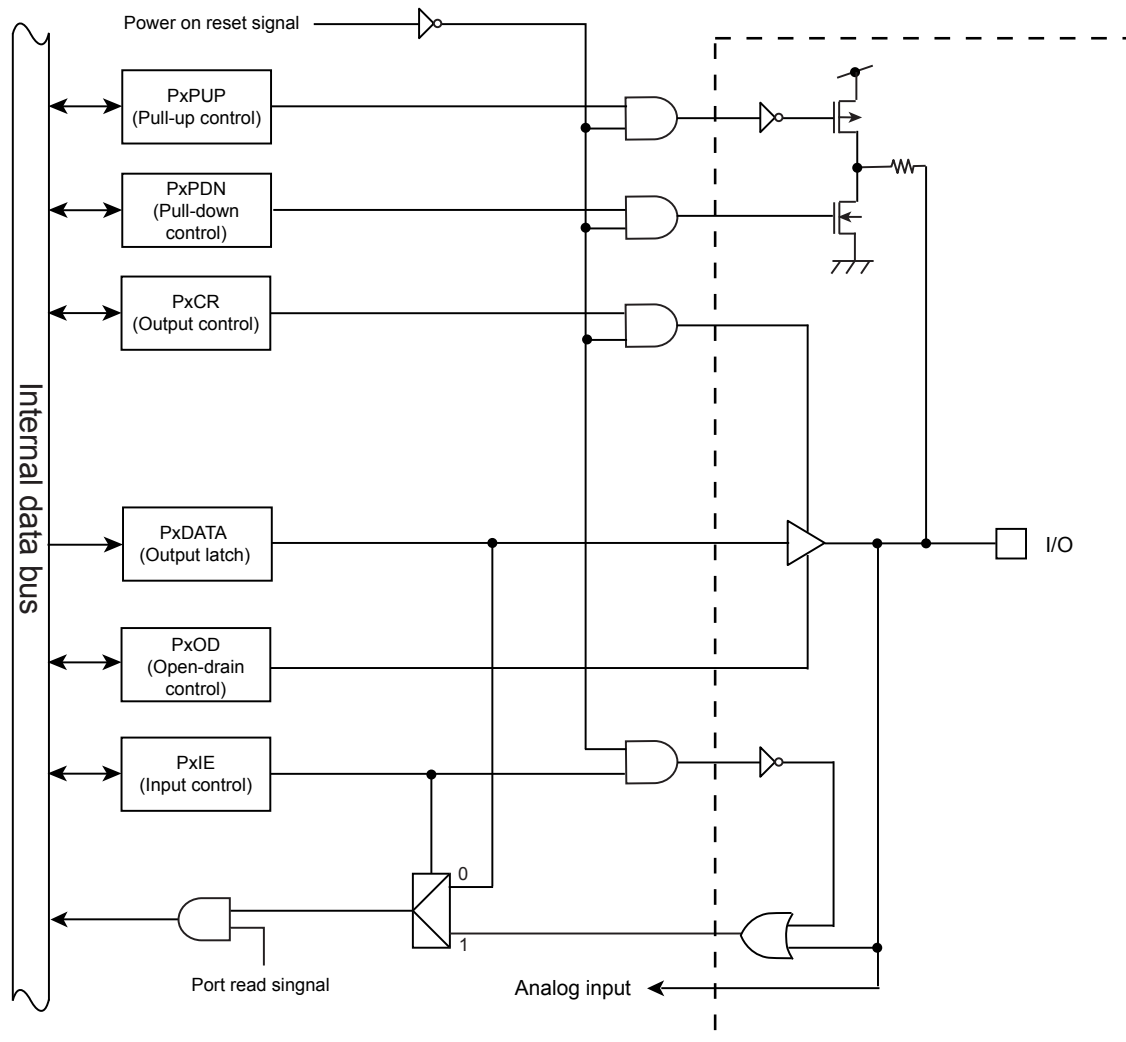 Power on reset signal
PxPUP
(Pull-up control)
PxPDN
(Pull-down
control)
PxCR
(Output control)
Internal data bus
PxDATA
(Output latch)
I/O
PxOD
(Open-drain
control)
PxIE
(Input control)
0
1
Port read singnal
Analog input